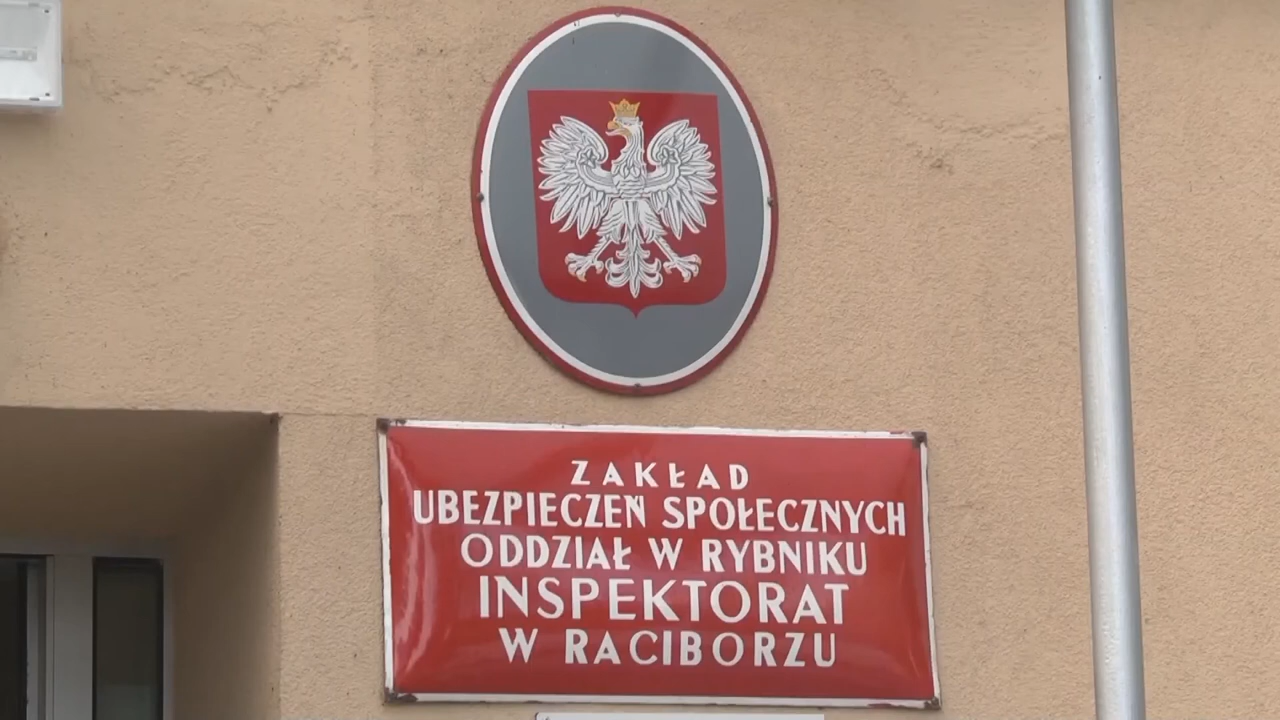 ZAKŁAD
UBEZPIECZEŃ SPOŁECZNYCH
ODDZIAŁ W RYBNIKU
INSPEKTORAT
W RACIBORZU